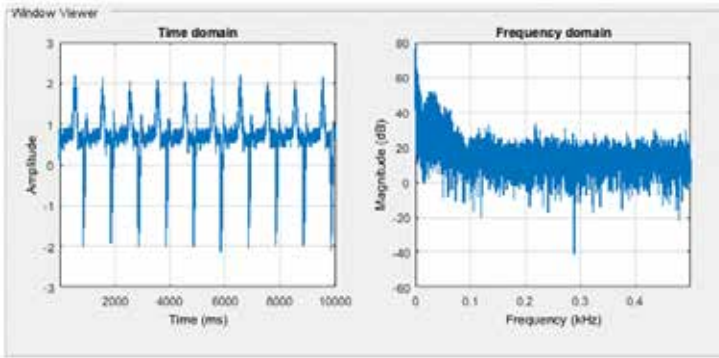 Window Viewer
Time domain
3
2
1
0
-1
-2
-3
Amplitude
2000 4000 6000 8000 10000
Time (ms)
Frequency domain
80
60
40
20
0
-20
-40
-60
Magnitude (dB)
0 0.1 0.2 0.3 0.4
Frequency (kHz)